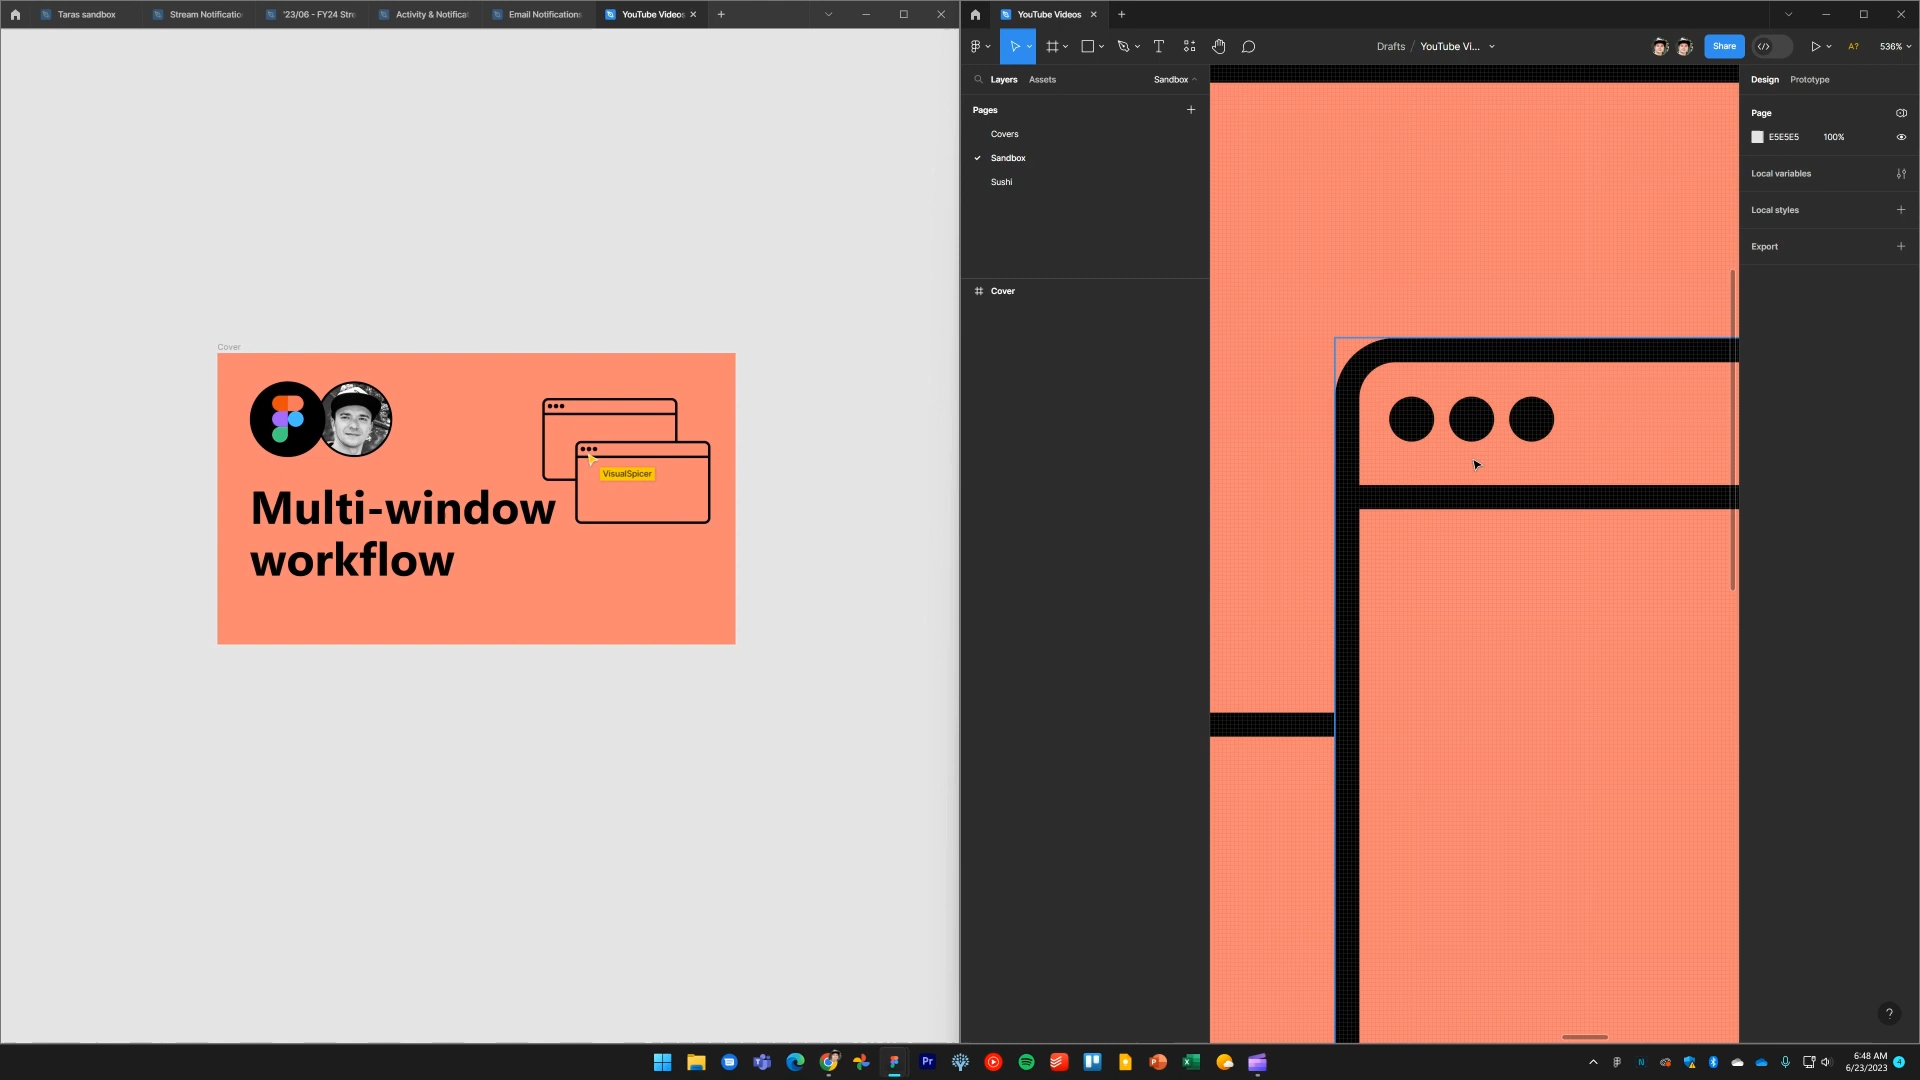 Taras sandbox
Stream Notificatio
'23/06 - FY24 Stre
Activity & Notificat
Email Notifications
YouTube Videos
YouTube Videos
Drafts / YouTube Vi...
Share
A?
536%
Layers
Assets
Sandbox
Design
Prototype
Pages
Covers
Sandbox
Sushi
Cover
Page
E5E5E5
100%
Local variables
Local styles
Export
Cover
VisualSpicer
Multi-window
workflow
?
Pr
N
6:48 AM
6/23/2023
4